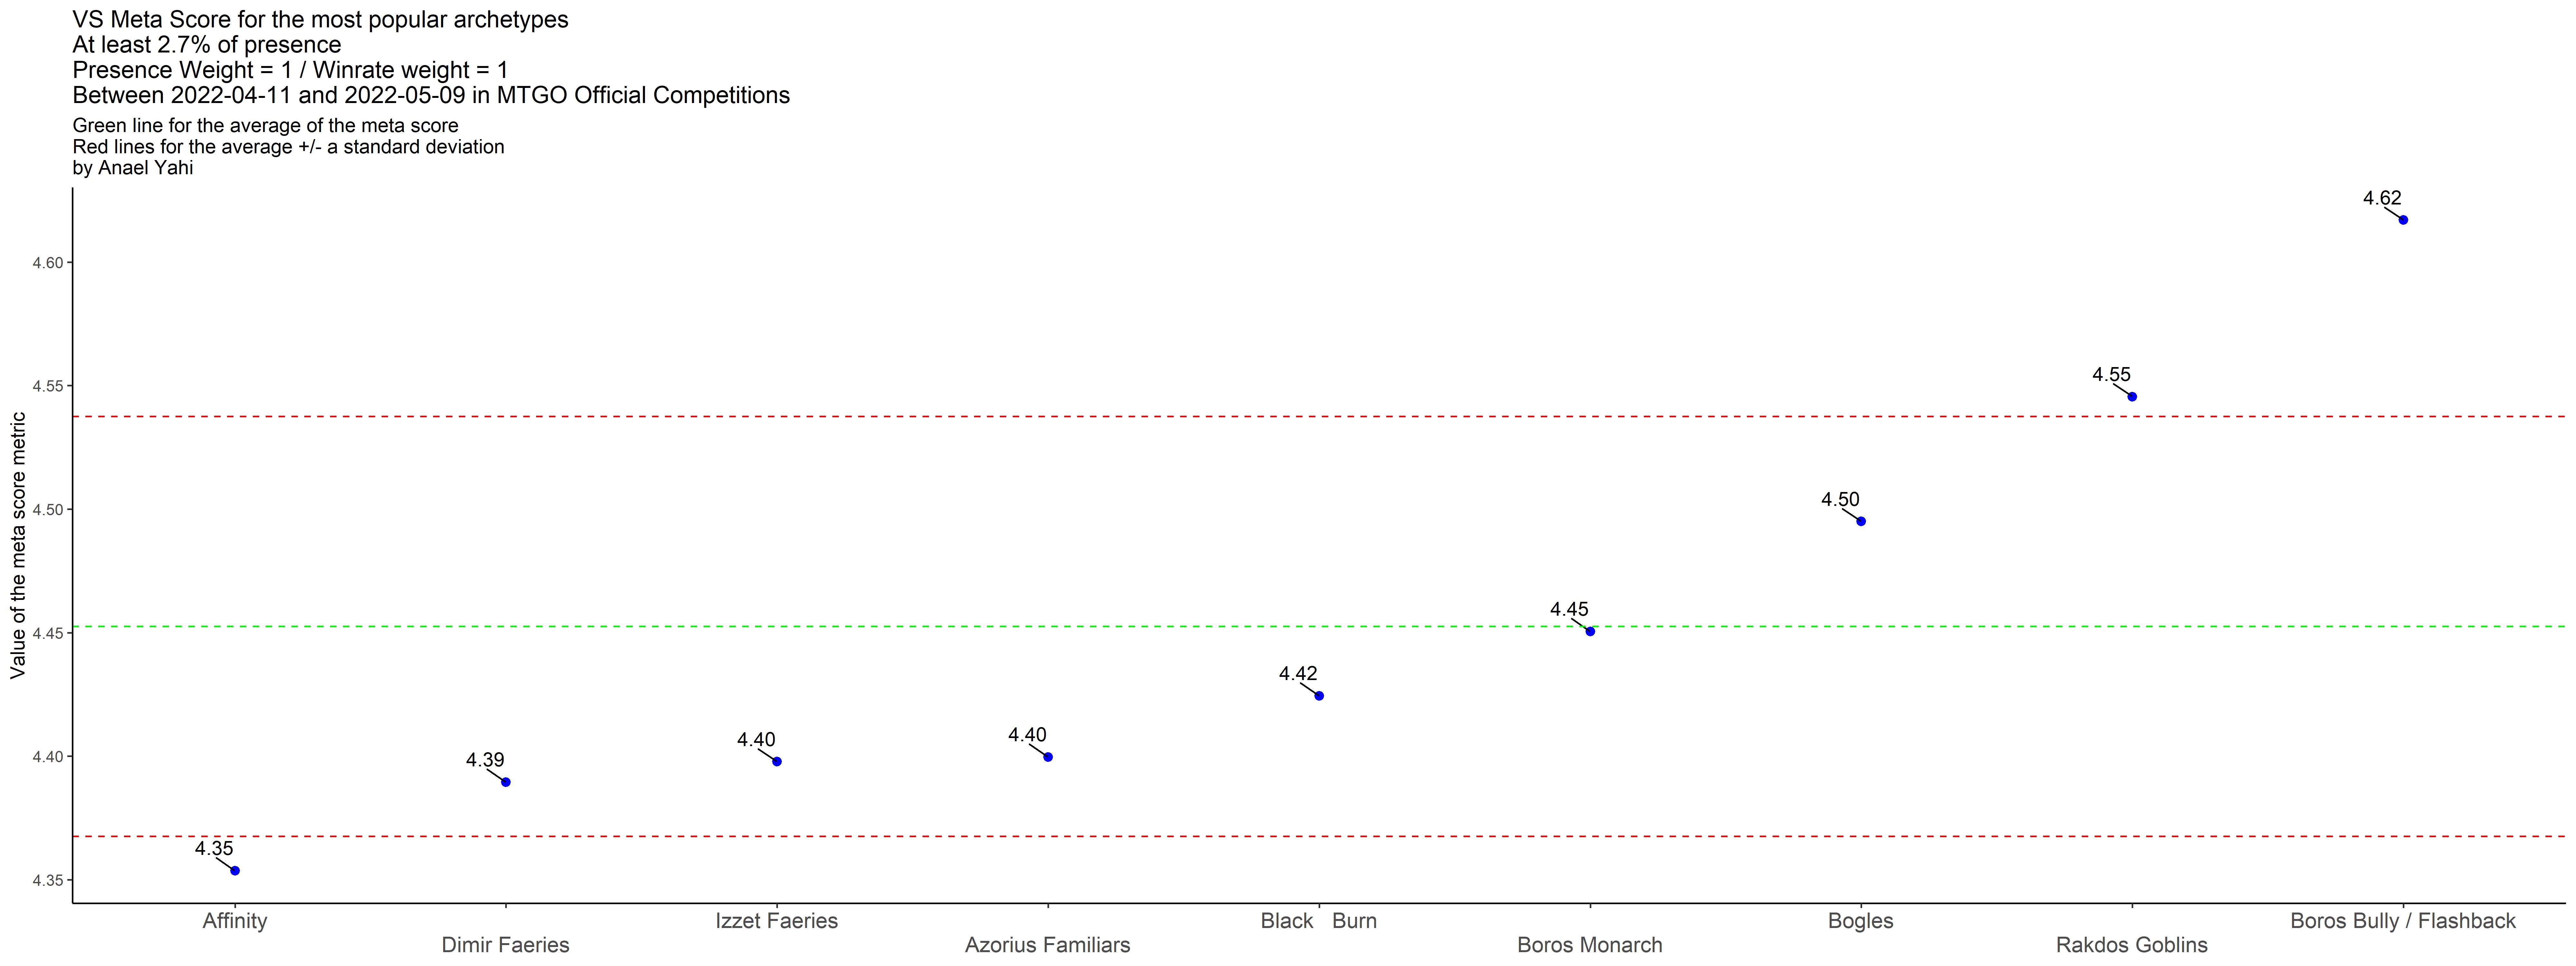 VS Meta Score for the most popular archetypes
At least 2.7% of presence
Presence Weight = 1 / Winrate weight = 1
Between 2022-04-11 and 2022-05-09 in MTGO Official Competitions
Green line for the average of the meta score
Red lines for the average +/- a standard deviation
by Anael Yahi
Value of the meta score metric
4.60
4.55
4.50
4.45
4.40
4.35
4.35
4.39
4.40
4.40
4.42
4.45
4.50
4.55
4.62
Affinity
Dimir Faeries
Izzet Faeries
Azorius Familiars
Black   Burn
Boros Monarch
Bogles
Rakdos Goblins
Boros Bully / Flashback